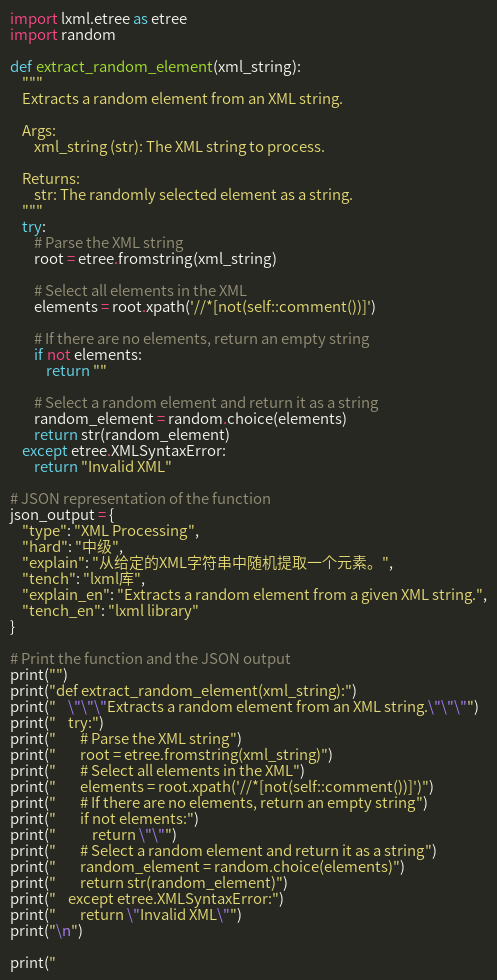 import lxml.etree as etree
import random

def extract_random_element(xml_string):
    """
    Extracts a random element from an XML string.

    Args:
        xml_string (str): The XML string to process.

    Returns:
        str: The randomly selected element as a string.
    """
    try:
        # Parse the XML string
        root = etree.fromstring(xml_string)

        # Select all elements in the XML
        elements = root.xpath('//*[not(self::comment())]')

        # If there are no elements, return an empty string
        if not elements:
            return ""

        # Select a random element and return it as a string
        random_element = random.choice(elements)
        return str(random_element)
    except etree.XMLSyntaxError:
        return "Invalid XML"

# JSON representation of the function
json_output = {
    "type": "XML Processing",
    "hard": "中级",
    "explain": "从给定的XML字符串中随机提取一个元素。",
    "tench": "lxml库",
    "explain_en": "Extracts a random element from a given XML string.",
    "tench_en": "lxml library"
}

# Print the function and the JSON output
print("")
print("def extract_random_element(xml_string):")
print("    \"\"\"Extracts a random element from an XML string.\"\"\"")
print("    try:")
print("        # Parse the XML string")
print("        root = etree.fromstring(xml_string)")
print("        # Select all elements in the XML")
print("        elements = root.xpath('//*[not(self::comment())]')")
print("        # If there are no elements, return an empty string")
print("        if not elements:")
print("            return \"\"")
print("        # Select a random element and return it as a string")
print("        random_element = random.choice(elements)")
print("        return str(random_element)")
print("    except etree.XMLSyntaxError:")
print("        return \"Invalid XML\"")
print("\n")

print("